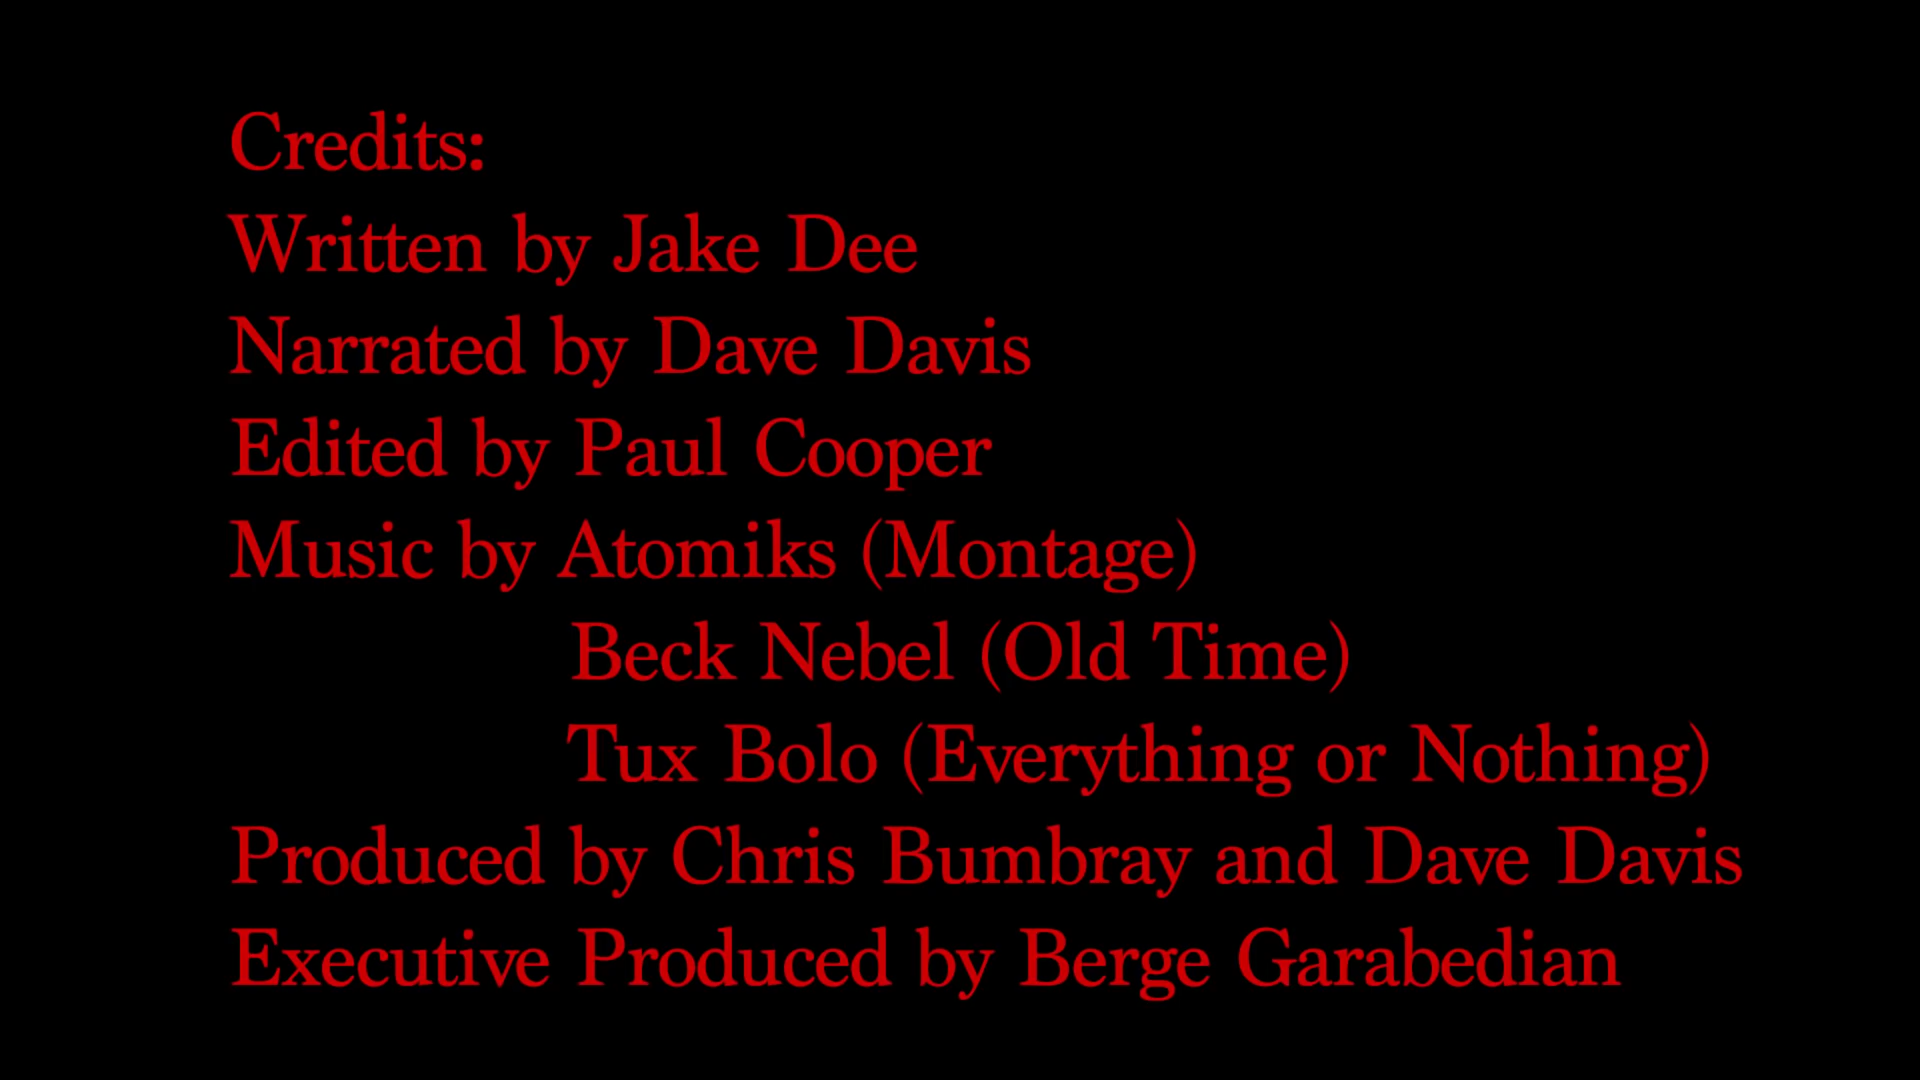 Credits:
Written by Jake Dee
Narrated by Dave Davis
Edited by Paul Cooper
Music by Atomiks (Montage)
Beck Nebel (Old Time)
Tux Bolo (Everything or Nothing)
Produced by Chris Bumbray and Dave Davis
Executive Produced by Berge Garabedian